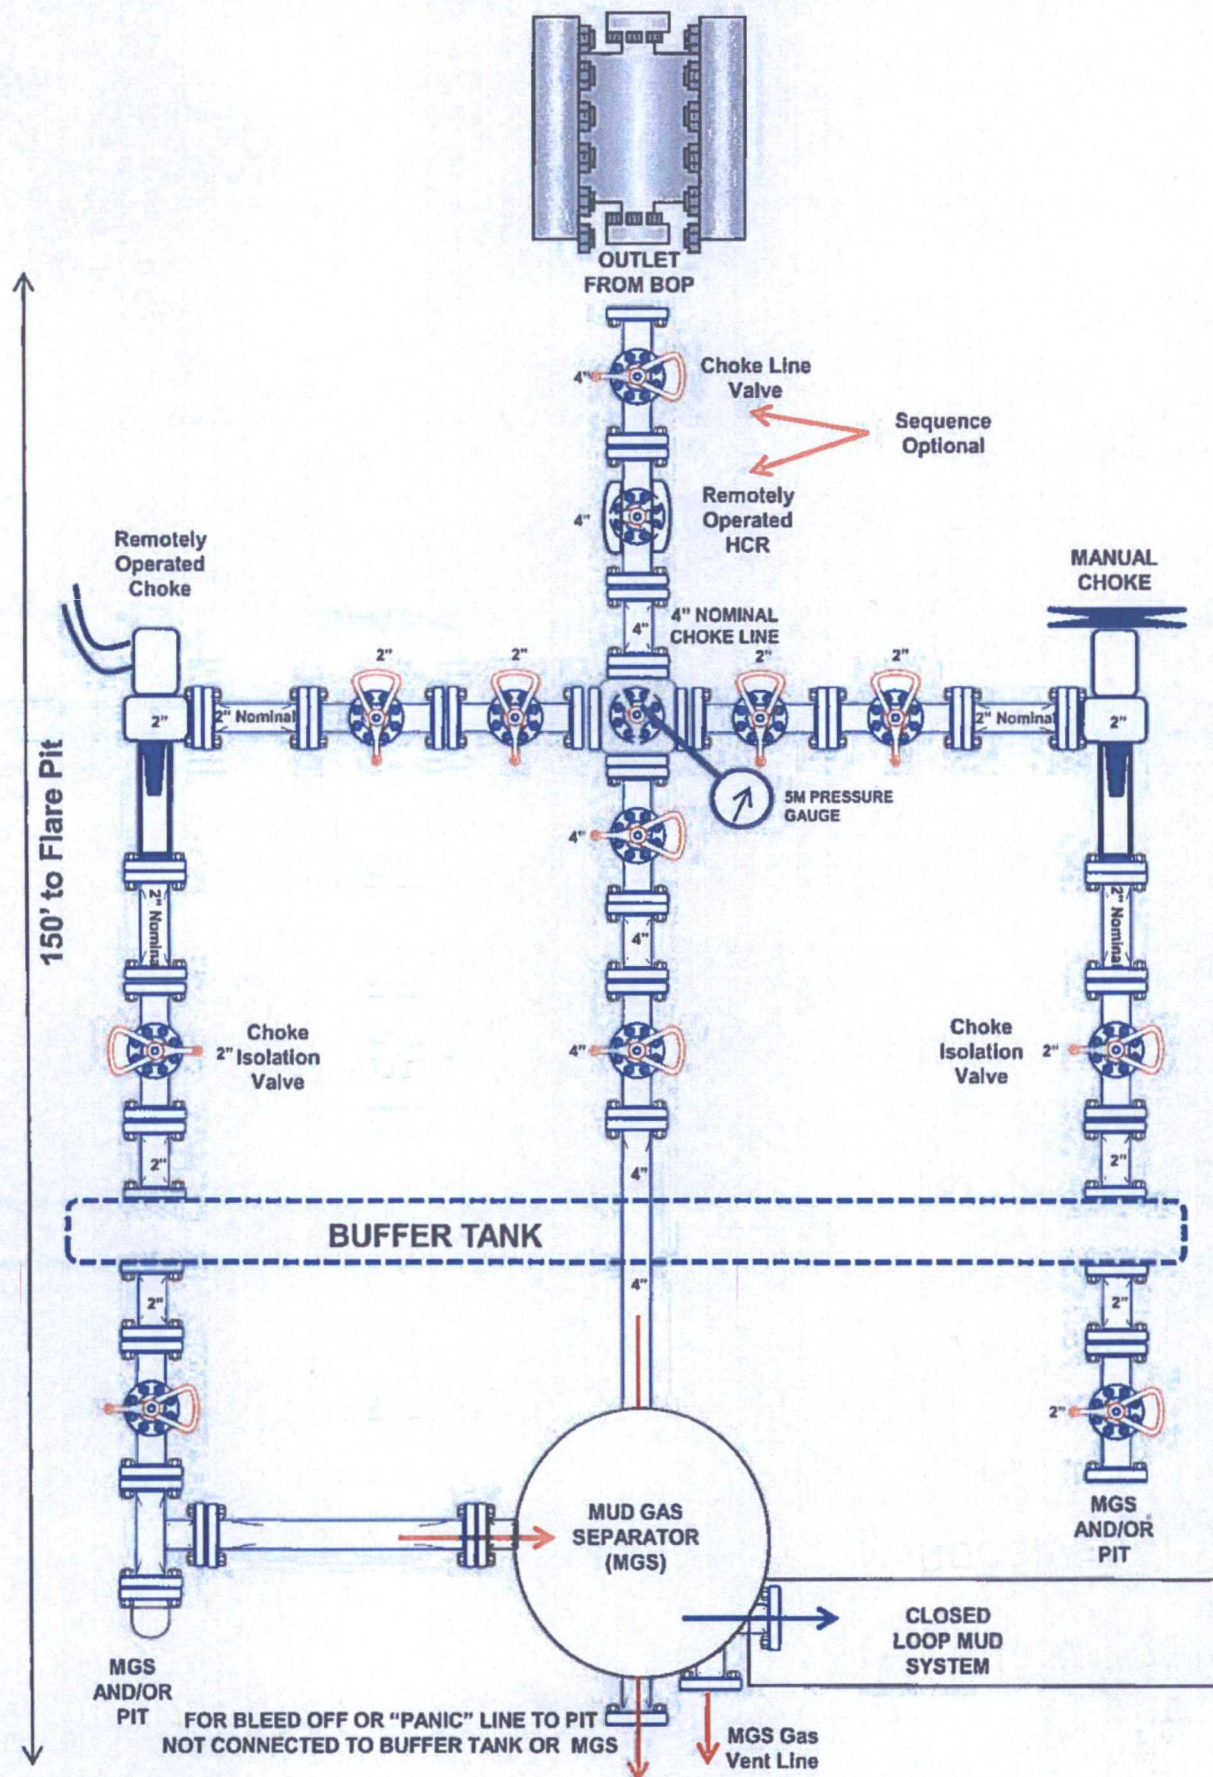 OUTLET
FROM BOP
4"
Choke Line
Valve
Sequence
Optional
4"
Remotely
Operated
HCR
Remotely
Operated
Choke
MANUAL
CHOKE
4"
4" NOMINAL
CHOKE LINE
2"
2"
2"
2"
2"
2" Nominal
2" Nominal
2"
5M PRESSURE
GAUGE
4"
150' to Flare Pit
2" Nominal
4"
2" Nominal
2"
Choke
Isolation
Valve
4"
Choke
Isolation
Valve
2"
2"
4"
2"
BUFFER TANK
2"
4"
2"
2"
MUD GAS
SEPARATOR
(MGS)
MGS
AND/OR
PIT
CLOSED
LOOP MUD
SYSTEM
MGS
AND/OR
PIT
FOR BLEED OFF OR "PANIC" LINE TO PIT
NOT CONNECTED TO BUFFER TANK OR MGS
MGS Gas
Vent Line